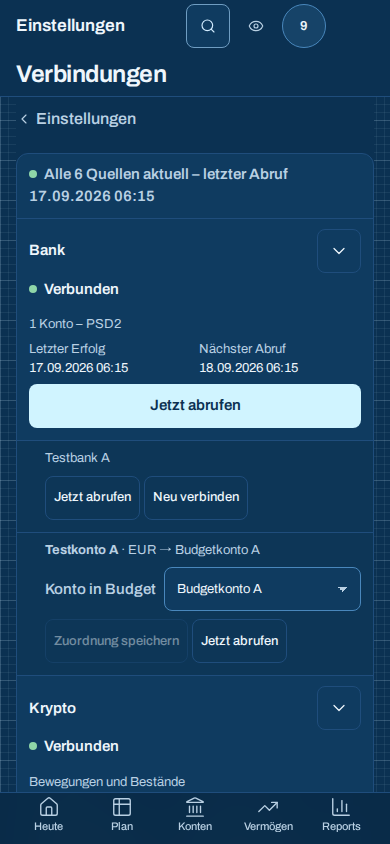 Einstellungen
9
Verbindungen
Einstellungen
Alle 6 Quellen aktuell – letzter Abruf
17.09.2026 06:15
Bank
Verbunden
1 Konto – PSD2
Letzter Erfolg
Nächster Abruf
17.09.2026 06:15
18.09.2026 06:15
Jetzt abrufen
Testbank A
Jetzt abrufen
Neu verbinden
Testkonto A · EUR → Budgetkonto A
Konto in Budget
Budgetkonto A
Zuordnung speichern
Jetzt abrufen
Krypto
Verbunden
Bewegungen und Bestände
Heute
Plan
Konten
Vermögen
Reports